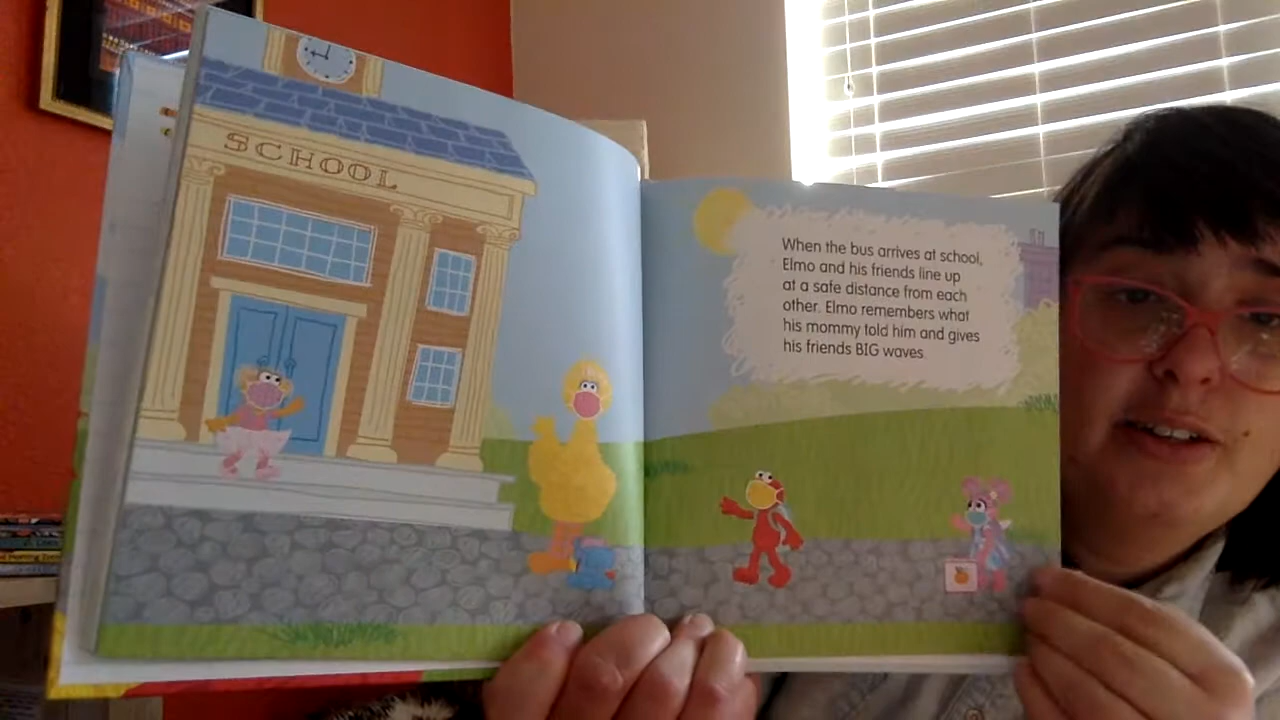 SCHOOL
When the bus arrives at school,
Elmo and his friends line up
at a safe distance from each
other. Elmo remembers what
his mommy told him and gives
his friends BIG waves.